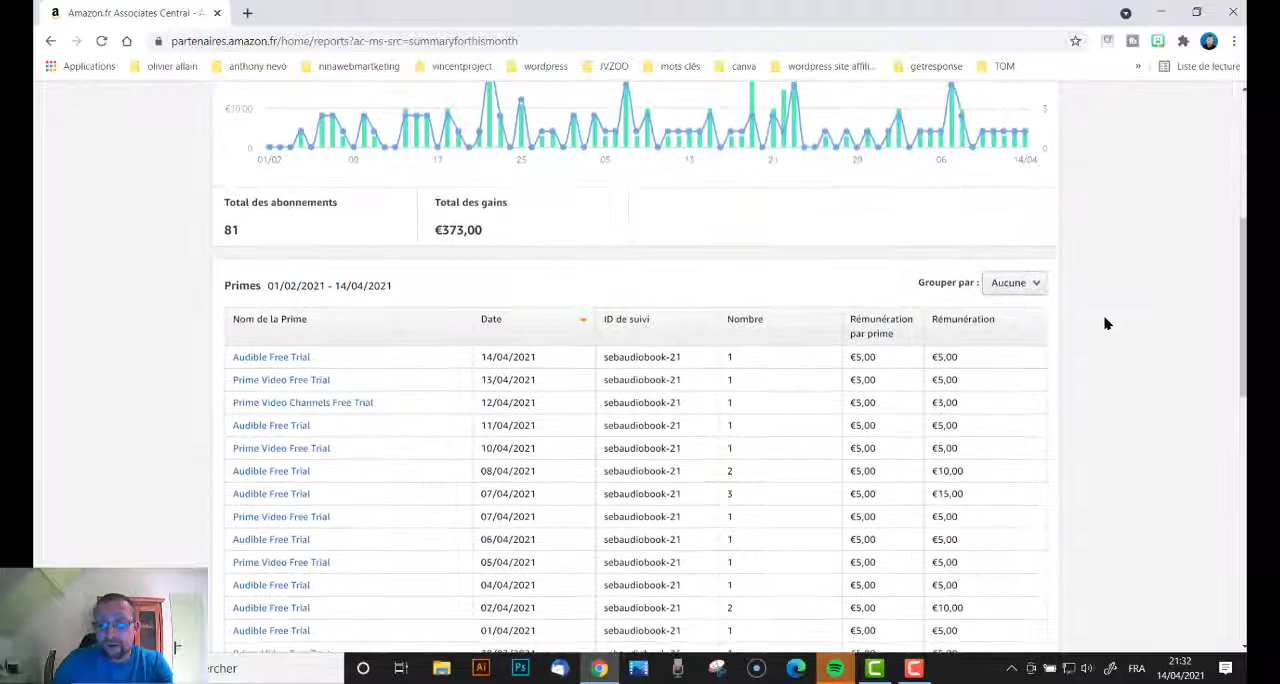 Amazon.fr Associates Central - A
partenaires.amazon.fr/home/reports?ac-ms-src=summaryforthismonth
Applications olivier allain anthony nevo ninawebmarketing vincentproject wordpress JVZOO mots clés canva wordpress site affili... getresponse TOM » Liste de lecture
€10.00 3
0 0
01/02 09 17 25 05 13 21 29 06 14/04
Total des abonnements Total des gains
81 €373,00
Primes 01/02/2021 - 14/04/2021 Grouper par : Aucune
Nom de la Prime Date ID de suivi Nombre Rémunération par prime Rémunération
Audible Free Trial 14/04/2021 sebaudiobook-21 1 €5,00 €5,00
Prime Video Free Trial 13/04/2021 sebaudiobook-21 1 €5,00 €5,00
Prime Video Channels Free Trial 12/04/2021 sebaudiobook-21 1 €5,00 €3,00
Audible Free Trial 11/04/2021 sebaudiobook-21 1 €5,00 €5,00
Prime Video Free Trial 10/04/2021 sebaudiobook-21 1 €5,00 €5,00
Audible Free Trial 08/04/2021 sebaudiobook-21 2 €5,00 €10,00
Audible Free Trial 07/04/2021 sebaudiobook-21 3 €5,00 €15,00
Prime Video Free Trial 07/04/2021 sebaudiobook-21 1 €5,00 €5,00
Audible Free Trial 06/04/2021 sebaudiobook-21 1 €5,00 €5,00
Prime Video Free Trial 05/04/2021 sebaudiobook-21 1 €5,00 €5,00
Audible Free Trial 04/04/2021 sebaudiobook-21 1 €5,00 €5,00
Audible Free Trial 02/04/2021 sebaudiobook-21 2 €5,00 €10,00
Audible Free Trial 01/04/2021 sebaudiobook-21 1 €5,00 €5,00
rcher
Ai Ps FRA 21:32
14/04/2021